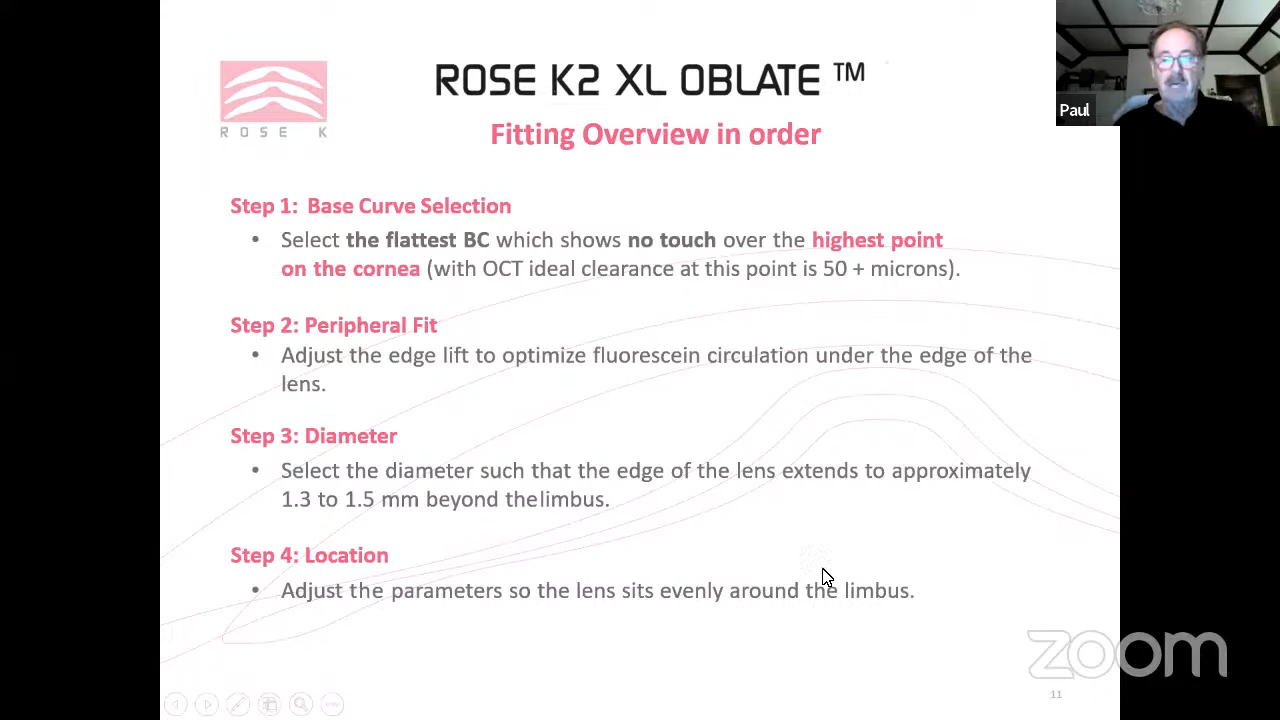 ROSE K
ROSE K2 XL OBLATE ™
Fitting Overview in order
Paul
Step 1: Base Curve Selection
• Select the flattest BC which shows no touch over the highest point
on the cornea (with OCT ideal clearance at this point is 50 + microns).
Step 2: Peripheral Fit
• Adjust the edge lift to optimize fluorescein circulation under the edge of the
lens.
Step 3: Diameter
• Select the diameter such that the edge of the lens extends to approximately
1.3 to 1.5 mm beyond thelimbus.
Step 4: Location
• Adjust the parameters so the lens sits evenly around the limbus.
zoom
11